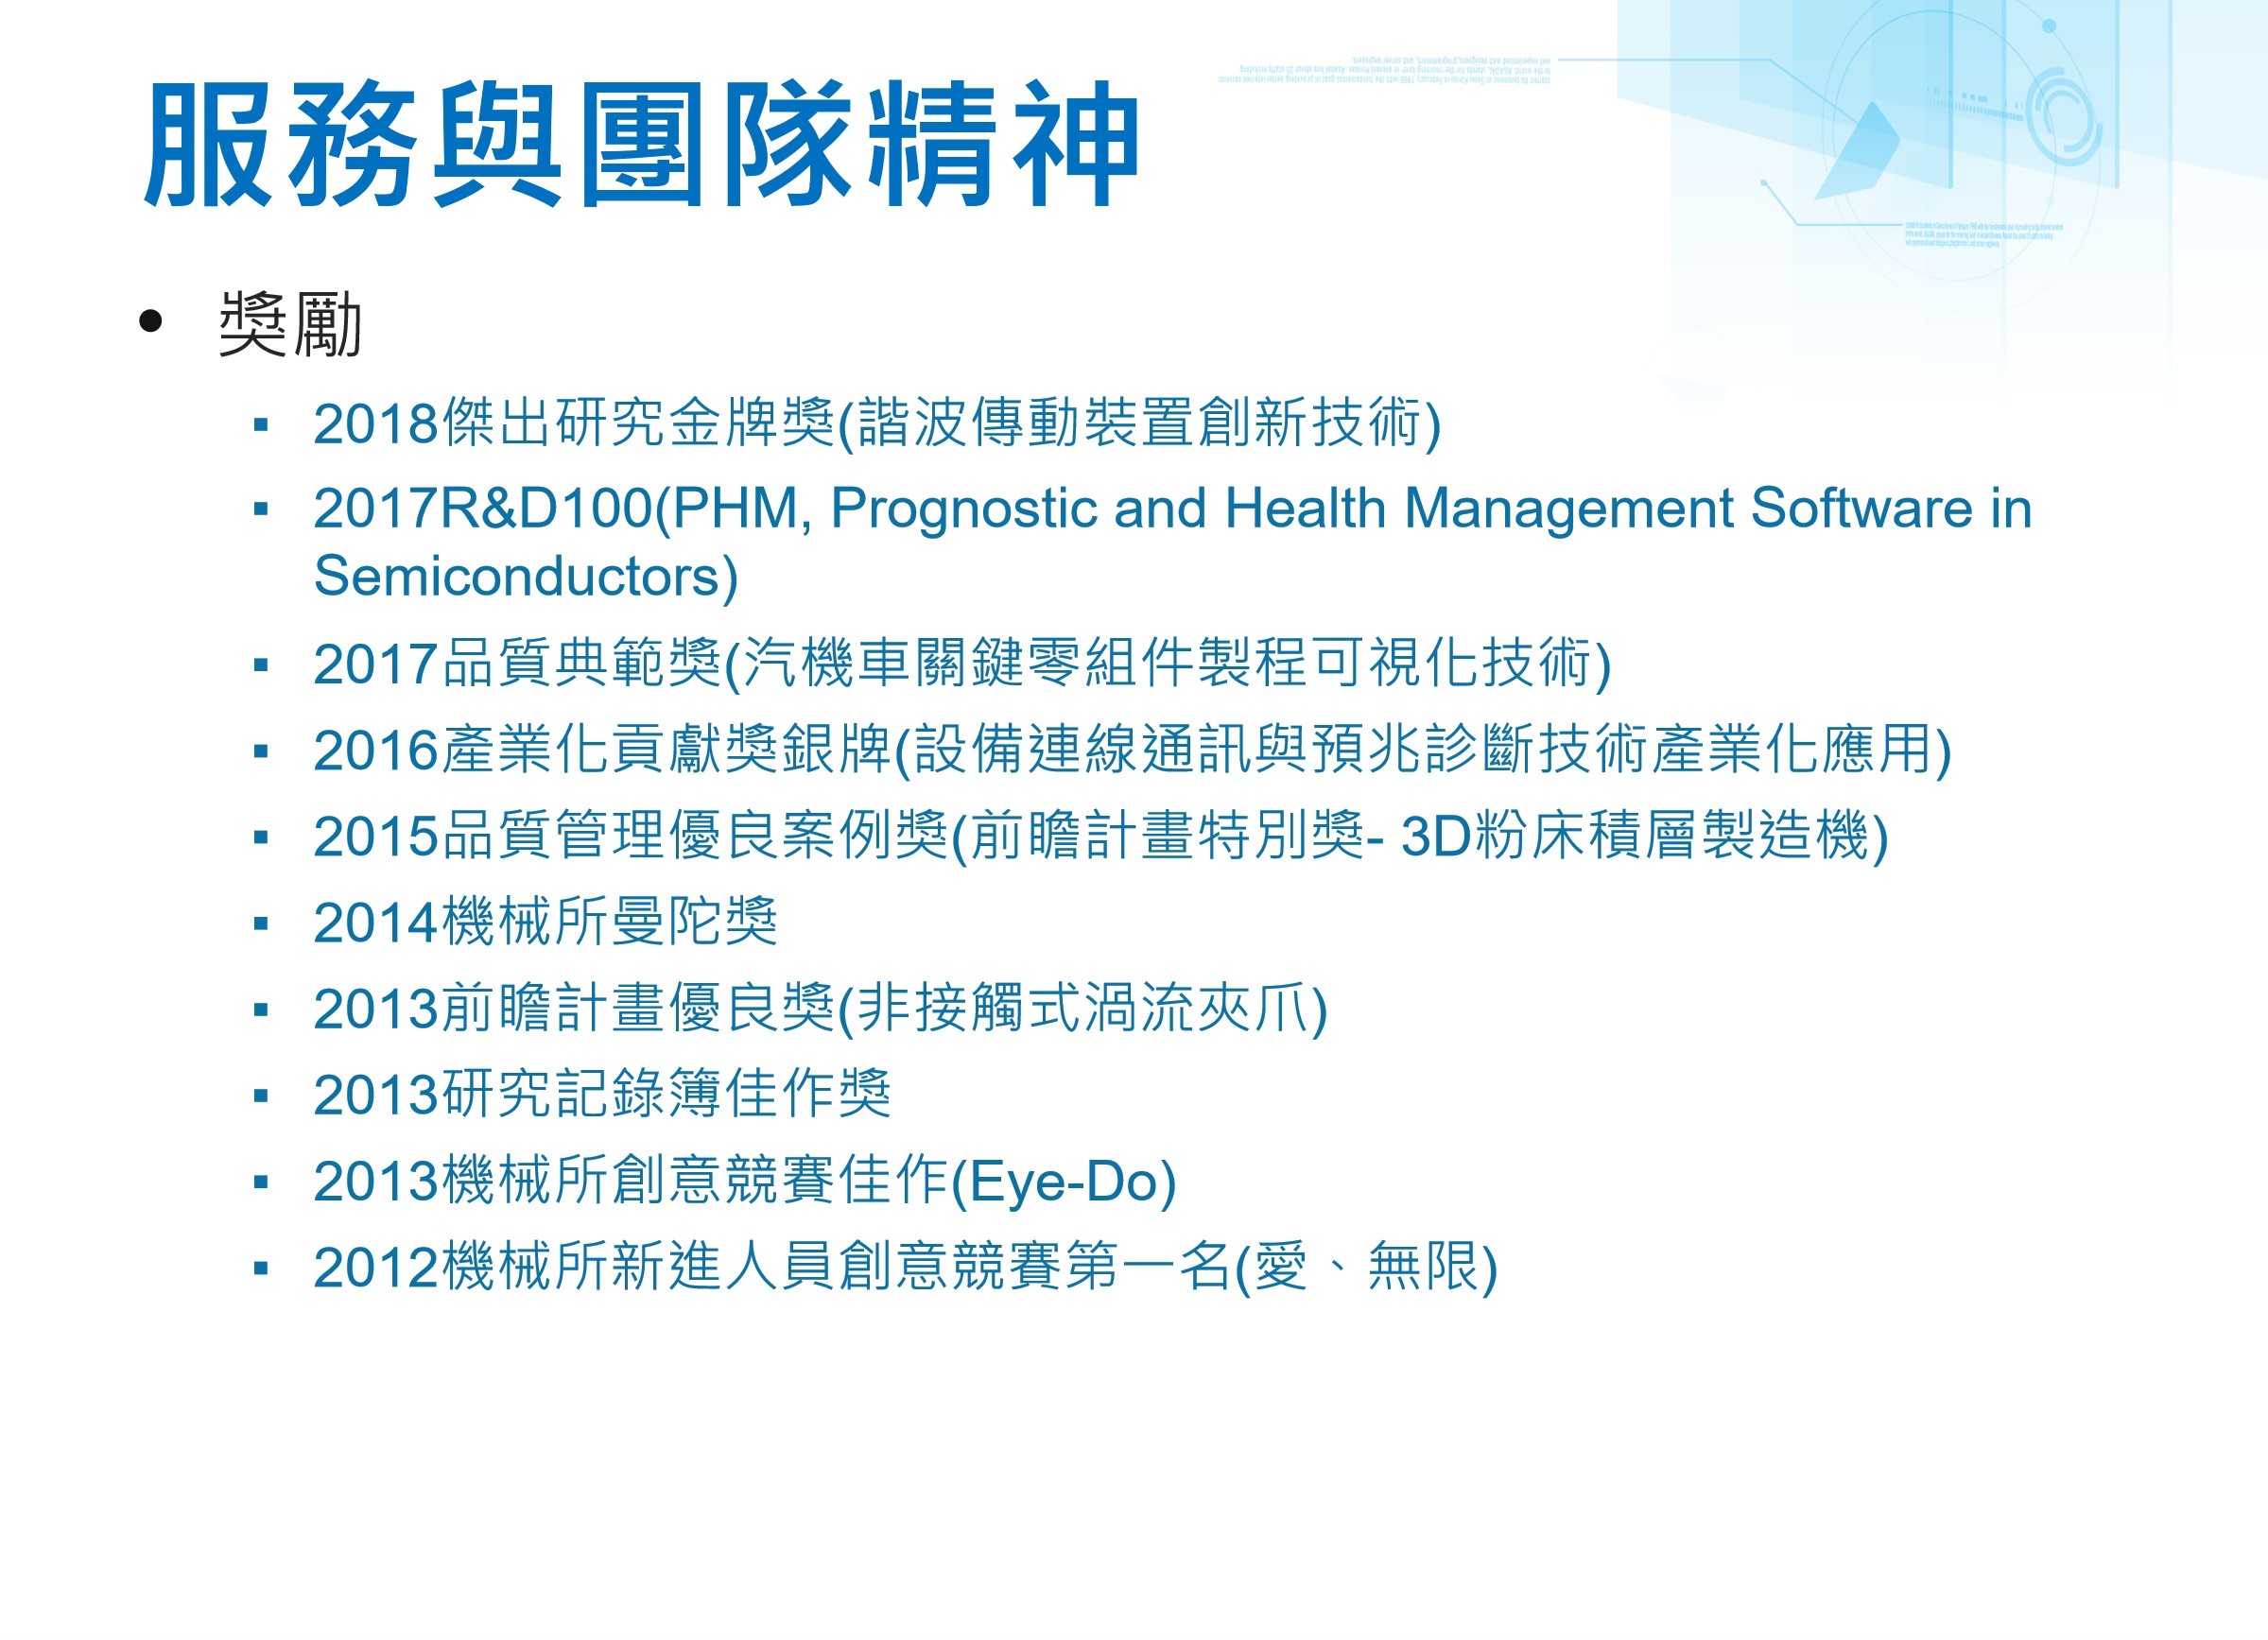 服務與團隊精神
• 獎勵
▪ 2018傑出研究金牌獎(諧波傳動裝置創新技術)
▪ 2017R&D100(PHM, Prognostic and Health Management Software in
Semiconductors)
▪ 2017品質典範獎(汽機車關鍵零組件製程可視化技術)
▪ 2016產業化貢獻獎銀牌(設備連線通訊與預兆診斷技術產業化應用)
▪ 2015品質管理優良案例獎(前瞻計畫特別獎- 3D粉床積層製造機)
▪ 2014機械所曼陀獎
▪ 2013前瞻計畫優良獎(非接觸式渦流夾爪)
▪ 2013研究記錄簿佳作獎
▪ 2013機械所創意競賽佳作(Eye-Do)
▪ 2012機械所新進人員創意競賽第一名(愛、無限)